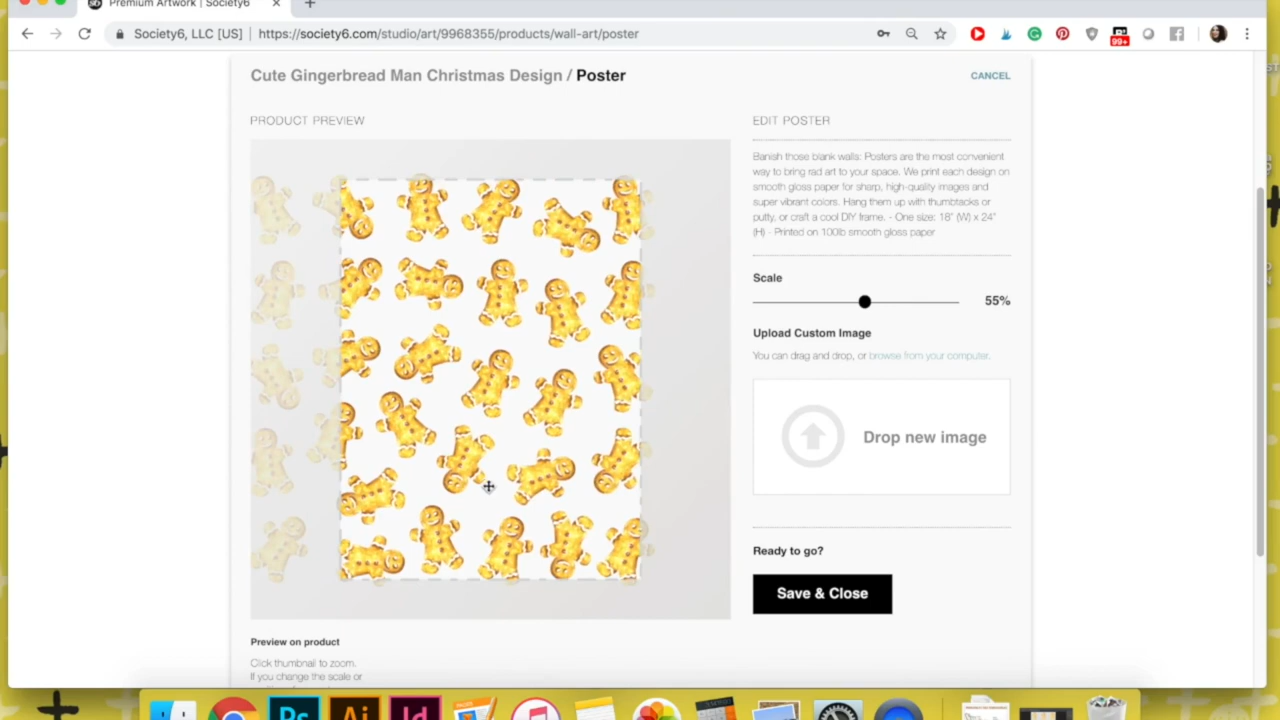 Premium Artwork | Society6
Society6, LLC [US]
https://society6.com/studio/art/9968355/products/wall-art/poster
99+
Cute Gingerbread Man Christmas Design / Poster
CANCEL
PRODUCT PREVIEW
EDIT POSTER
Banish those blank walls: Posters are the most convenient
way to bring rad art to your space. We print each design on
smooth gloss paper for sharp, high-quality images and
super vibrant colors. Hang them up with thumbtacks or
putty, or craft a cool DIY frame. - One size: 18" (W) x 24"
(H) - Printed on 100lb smooth gloss paper
Scale
55%
Upload Custom Image
You can drag and drop, or browse from your computer.
Drop new image
Ready to go?
Save & Close
Preview on product
Click thumbnail to zoom.
If you change the scale or
Ps
Ai
Id